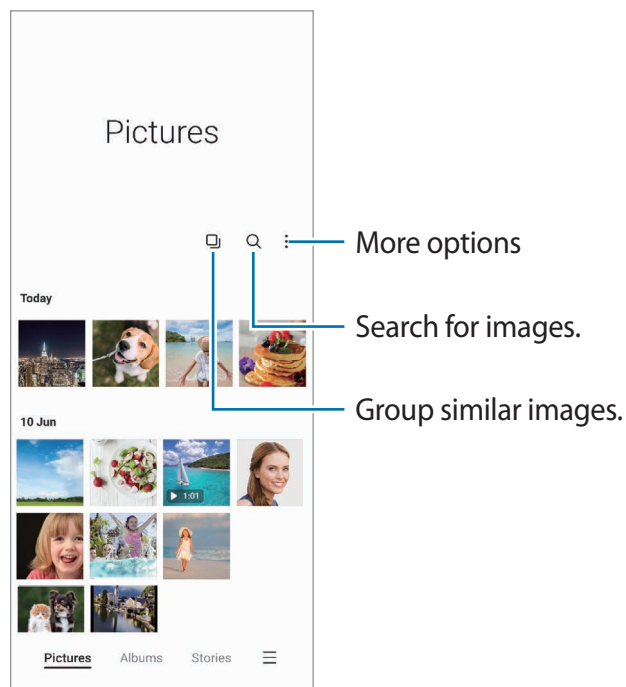 Pictures
More options
Today
Search for images.
Group similar images.
10 Jun
1:01
Pictures Albums Stories